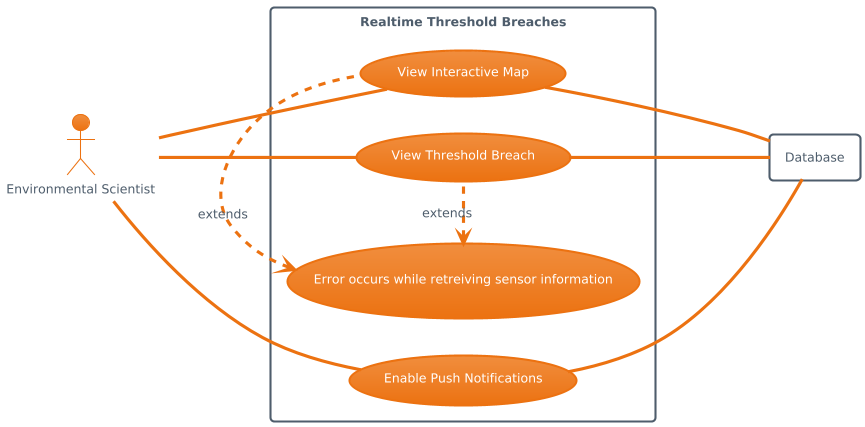 Realtime Threshold Breaches
View Interactive Map
View Threshold Breach
Database
Environmental Scientist
extends
extends
Error occurs while retreiving sensor information
Enable Push Notifications